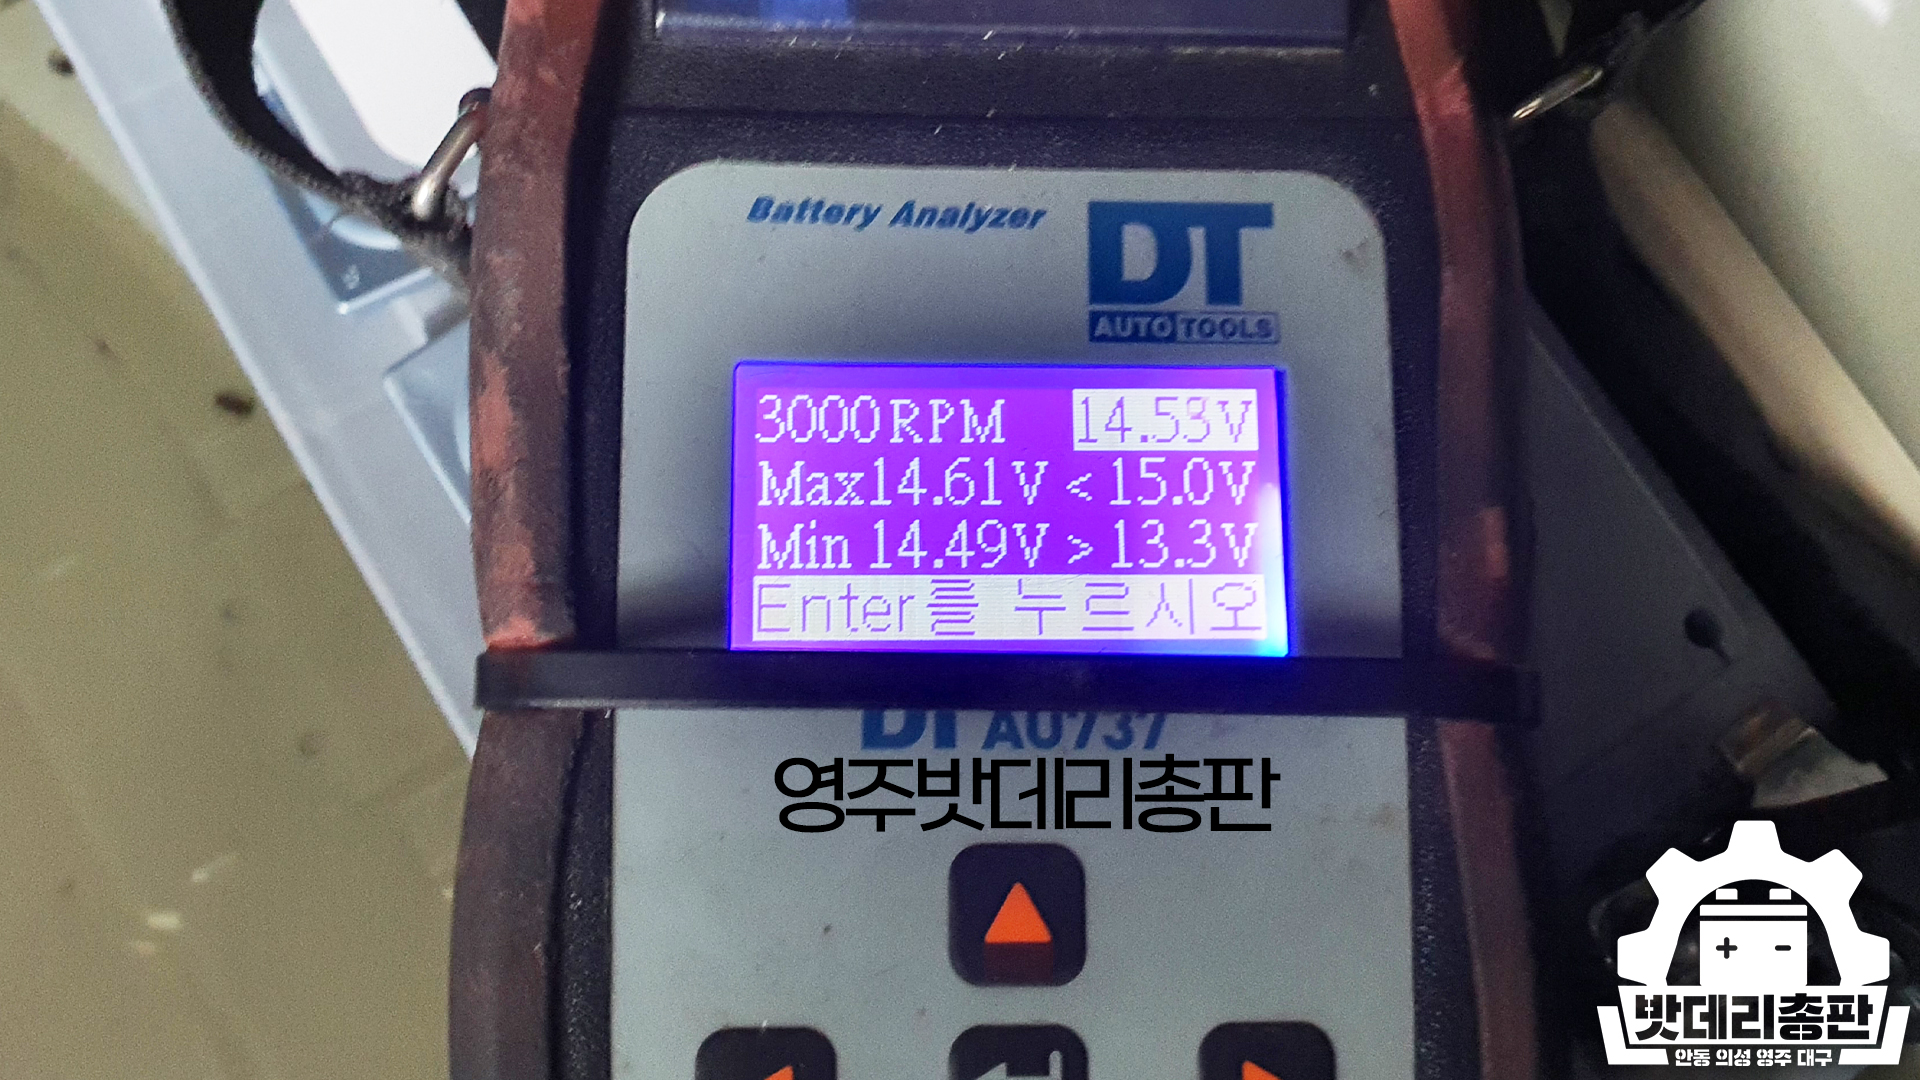 Battery Analyzer
DT
AUTO TOOLS
3000RPM 14.53V
Max14.61V <15.0V
Min 14.49V >13.3V
Enter를 누르시오
DT AU737
영주밧데리총판
+ -
밧데리총판
안동 의성 영주 대구